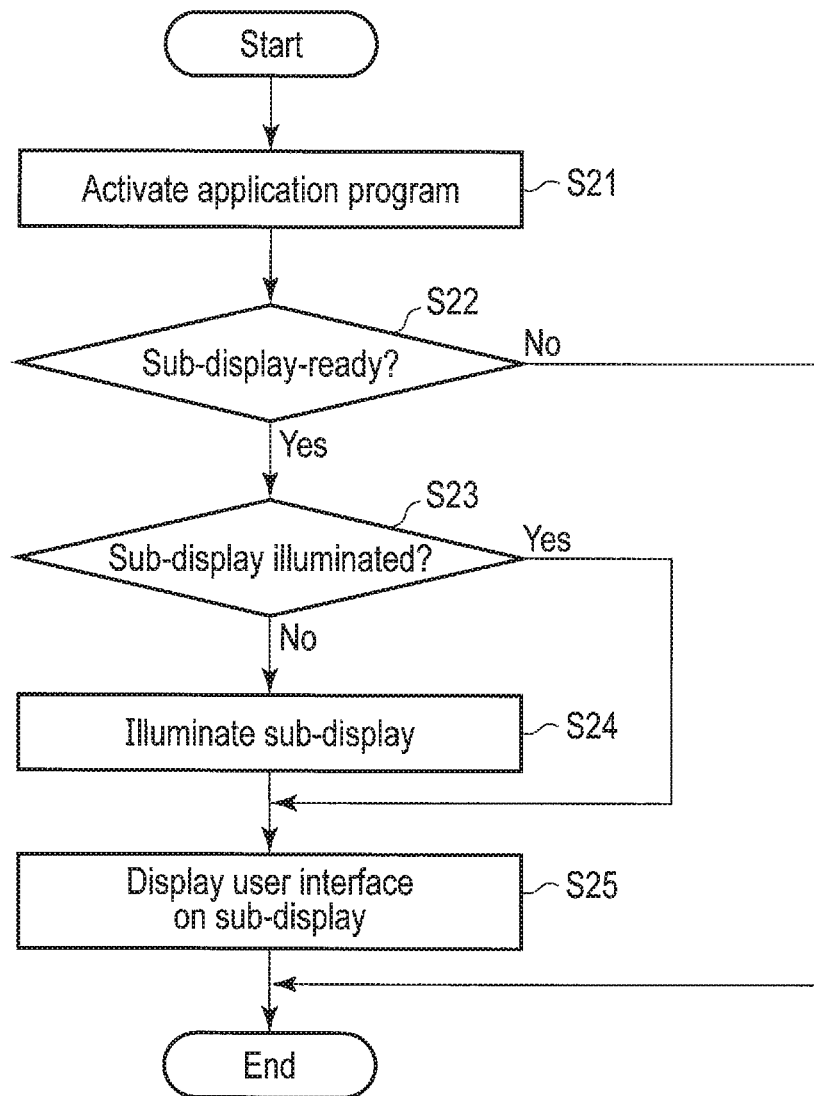 Start
Activate application program
S21
S22
Sub-display-ready?
No
Yes
S23
Sub-display illuminated?
Yes
No
Illuminate sub-display
S24
Display user interface
on sub-display
S25
End